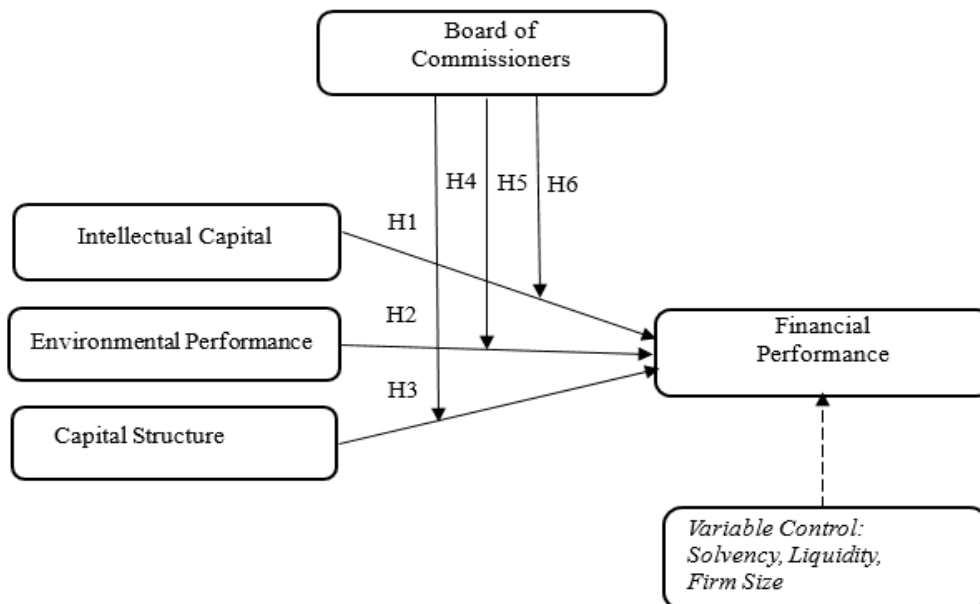 Board of
Commissioners
H4
H5
H6
H1
Intellectual Capital
H2
Environmental Performance
Financial
Performance
H3
Capital Structure
Variable Control:
Solvency, Liquidity,
Firm Size